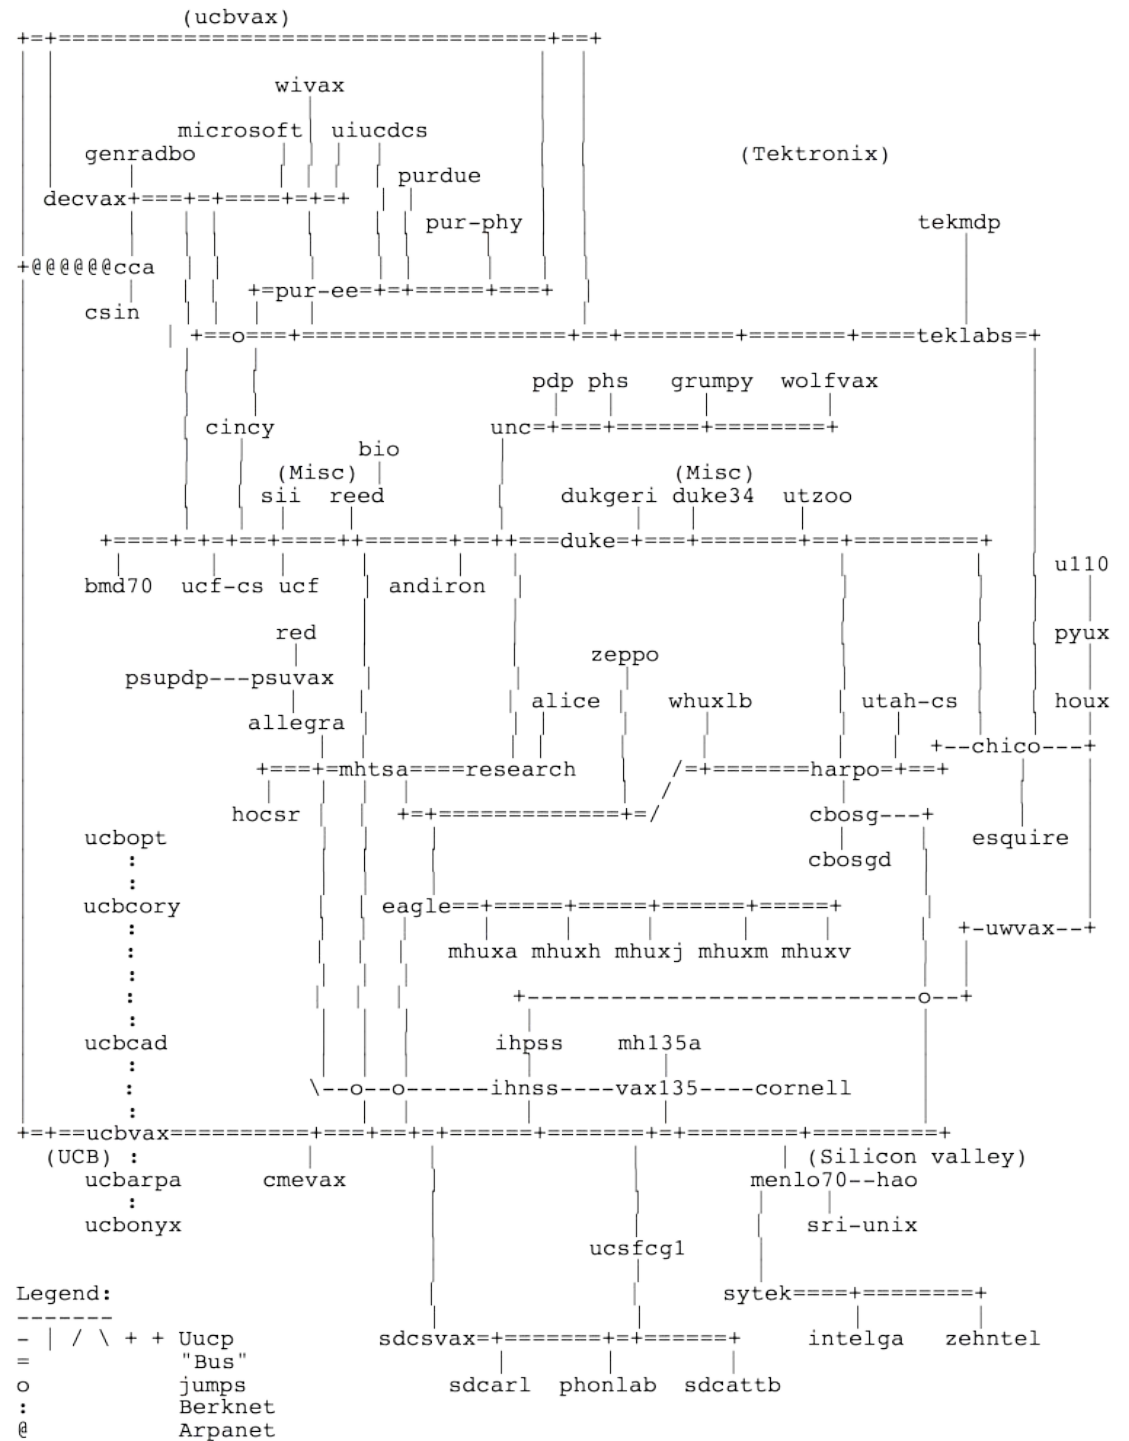 (ucbvax)
+=+===================================+==+
wivax
microsoft| uiucdcs
genradbo (Tektronix)
purdue
decvax+===+=+====+=+=+
pur-phy tekmdp
+@@@@@@cca
+=pur-ee=+=+=====+===+
csin
| +==o===+====================+==+========+=======+====teklabs=+
pdp phs grumpy wolfvax
cincy unc=+===+======+========+
bio
(Misc) (Misc)
sii reed dukgeri duke34 utzoo
+====+=+=+==+====++======+==++===duke=+===+=======+==+=========+
u110
bmd70 ucf-cs ucf andiron
red pyux
zeppo
psupdp---psuvax
alice whuxlb utah-cs houx
allegra
+--chico---+
+===+=mhtsa====research /=+=======harpo=+==+
hocsr +=+=============+=/ cbosg---+
ucbopt esquire
: cbosgd
:
ucbcory eagle==+=====+=====+======+=====+
: +-uwvax--+
: mhuxa mhuxh mhuxj mhuxm mhuxv
:
: +-----------------------------o--+
:
ucbcad ihpss mh135a
:
: \--o--o------ihnss----vax135----cornell
:
+=+==ucbvax==========+===+==+=+======+=======+=+========+=========+
(UCB) : (Silicon valley)
ucbarpa cmevax menlo70--hao
:
ucbonyx sri-unix
ucsfcg1
Legend: sytek====+========+
-------
- | / \ + + Uucp sdcsvax=+=======+=+======+ intelga zehntel
= "Bus"
o jumps sdcarl phonlab sdcattb
: Berknet
@ Arpanet